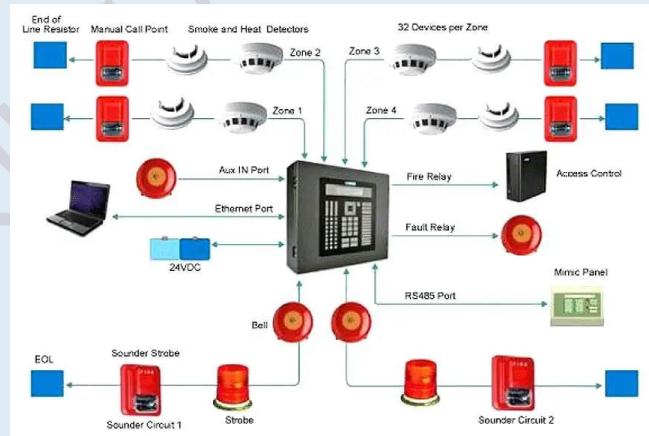 End of
Line Resistor
Manual Call Point
Smoke and Heat Detectors
32 Devices per Zone
Zone 2
Zone 3
Zone 1
Zone 4
Aux IN Port
Fire Relay
Access Control
Ethernet Port
Fault Relay
24VDC
Mimic Panel
RS485 Port
Bell
EOL
Sounder Strobe
FIRE
FIRE
Sounder Circuit 1
Strobe
Sounder Circuit 2